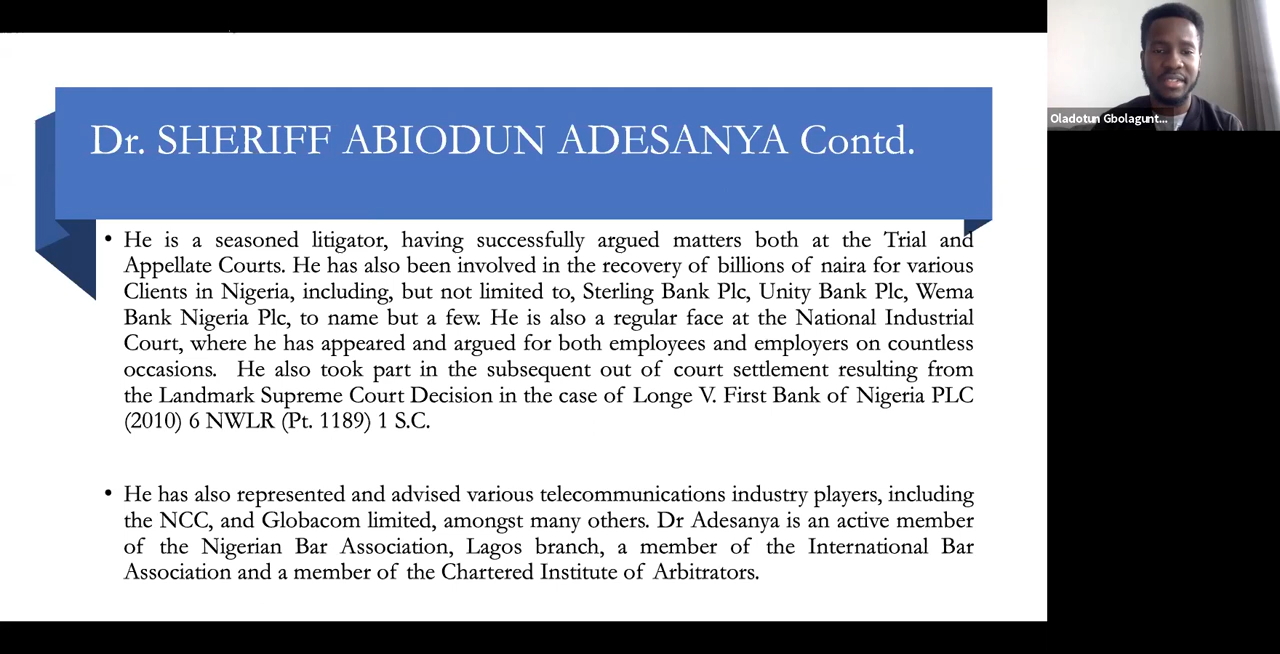 Dr. SHERIFF ABIODUN ADESANYA Contd.
• He is a seasoned litigator, having successfully argued matters both at the Trial and
Appellate Courts. He has also been involved in the recovery of billions of naira for various
Clients in Nigeria, including, but not limited to, Sterling Bank Plc, Unity Bank Plc, Wema
Bank Nigeria Plc, to name but a few. He is also a regular face at the National Industrial
Court, where he has appeared and argued for both employees and employers on countless
occasions. He also took part in the subsequent out of court settlement resulting from
the Landmark Supreme Court Decision in the case of Longe V. First Bank of Nigeria PLC
(2010) 6 NWLR (Pt. 1189) 1 S.C.
• He has also represented and advised various telecommunications industry players, including
the NCC, and Globacom limited, amongst many others. Dr Adesanya is an active member
of the Nigerian Bar Association, Lagos branch, a member of the International Bar
Association and a member of the Chartered Institute of Arbitrators.
Oladotun Gbolagunt...